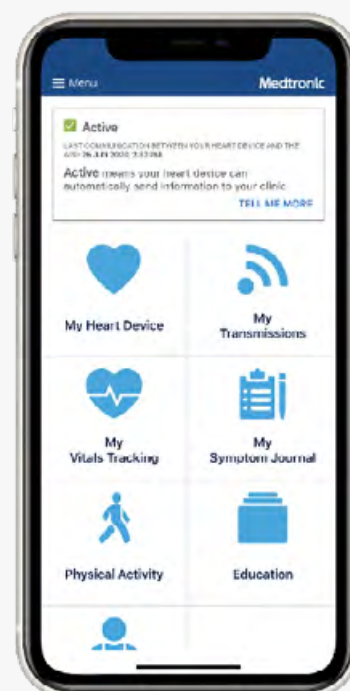 Menu
Medtronic
Active
LAST COMMUNICATION BETWEEN YOUR HEART DEVICE AND THE
APP:
Active means your heart device can
automatically send information to your clinic
TELL ME MORE
My Heart Device
My
Transmissions
My
Vitals Tracking
My
Symptom Journal
Physical Activity
Education